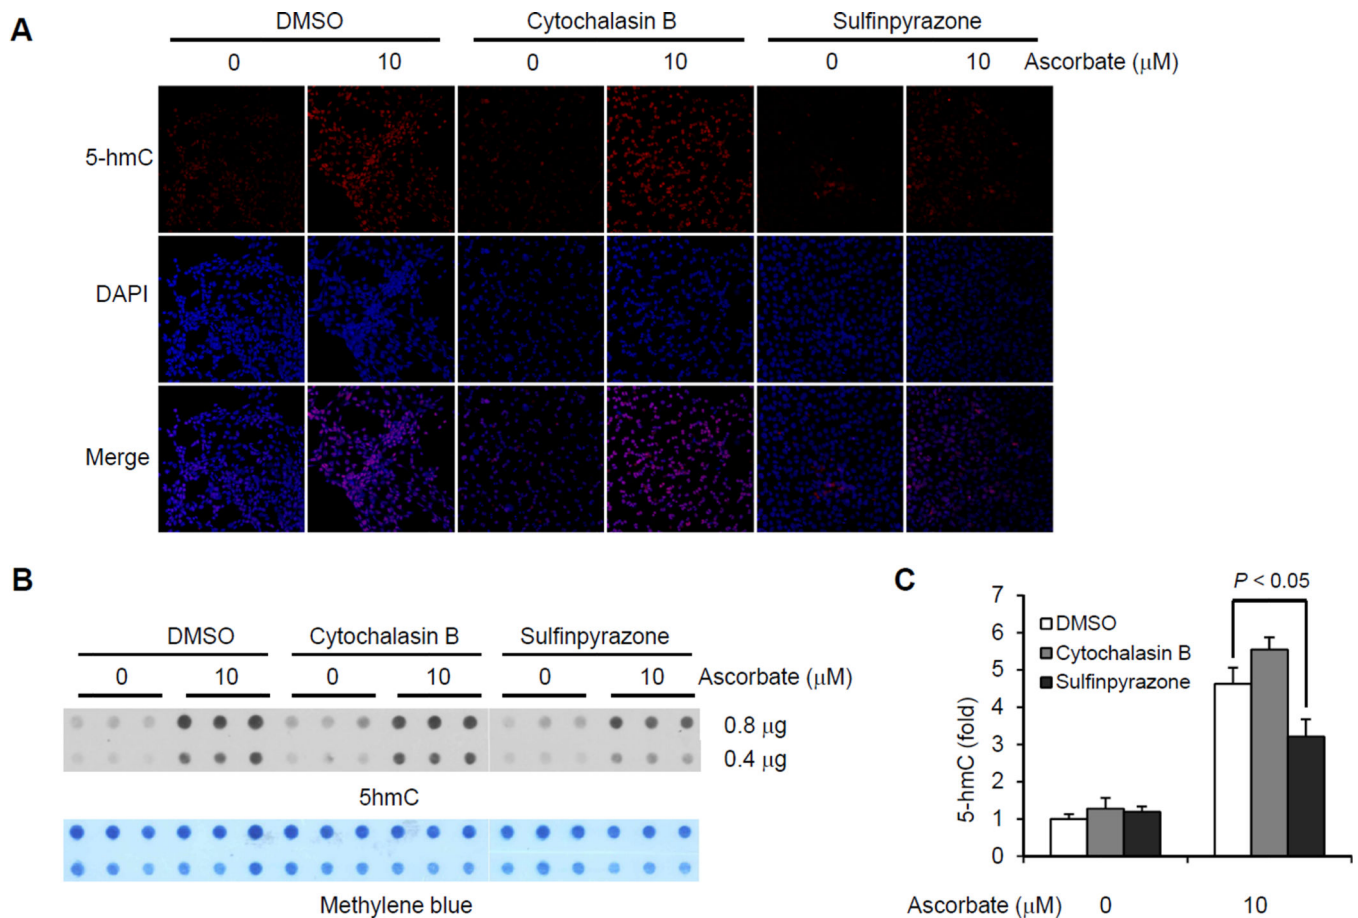 A
DMSO Cytochalasin B Sulfinpyrazone
0 10 0 10 0 10 Ascorbate (μM)
5-hmC
DAPI
Merge
B
DMSO Cytochalasin B Sulfinpyrazone
0 10 0 10 0 10 Ascorbate (μM)
0.8 μg
0.4 μg
5hmC
Methylene blue
C
P < 0.05
7
6
5
4
3
2
1
0
5-hmC (fold)
DMSO
Cytochalasin B
Sulfinpyrazone
Ascorbate (μM) 0 10